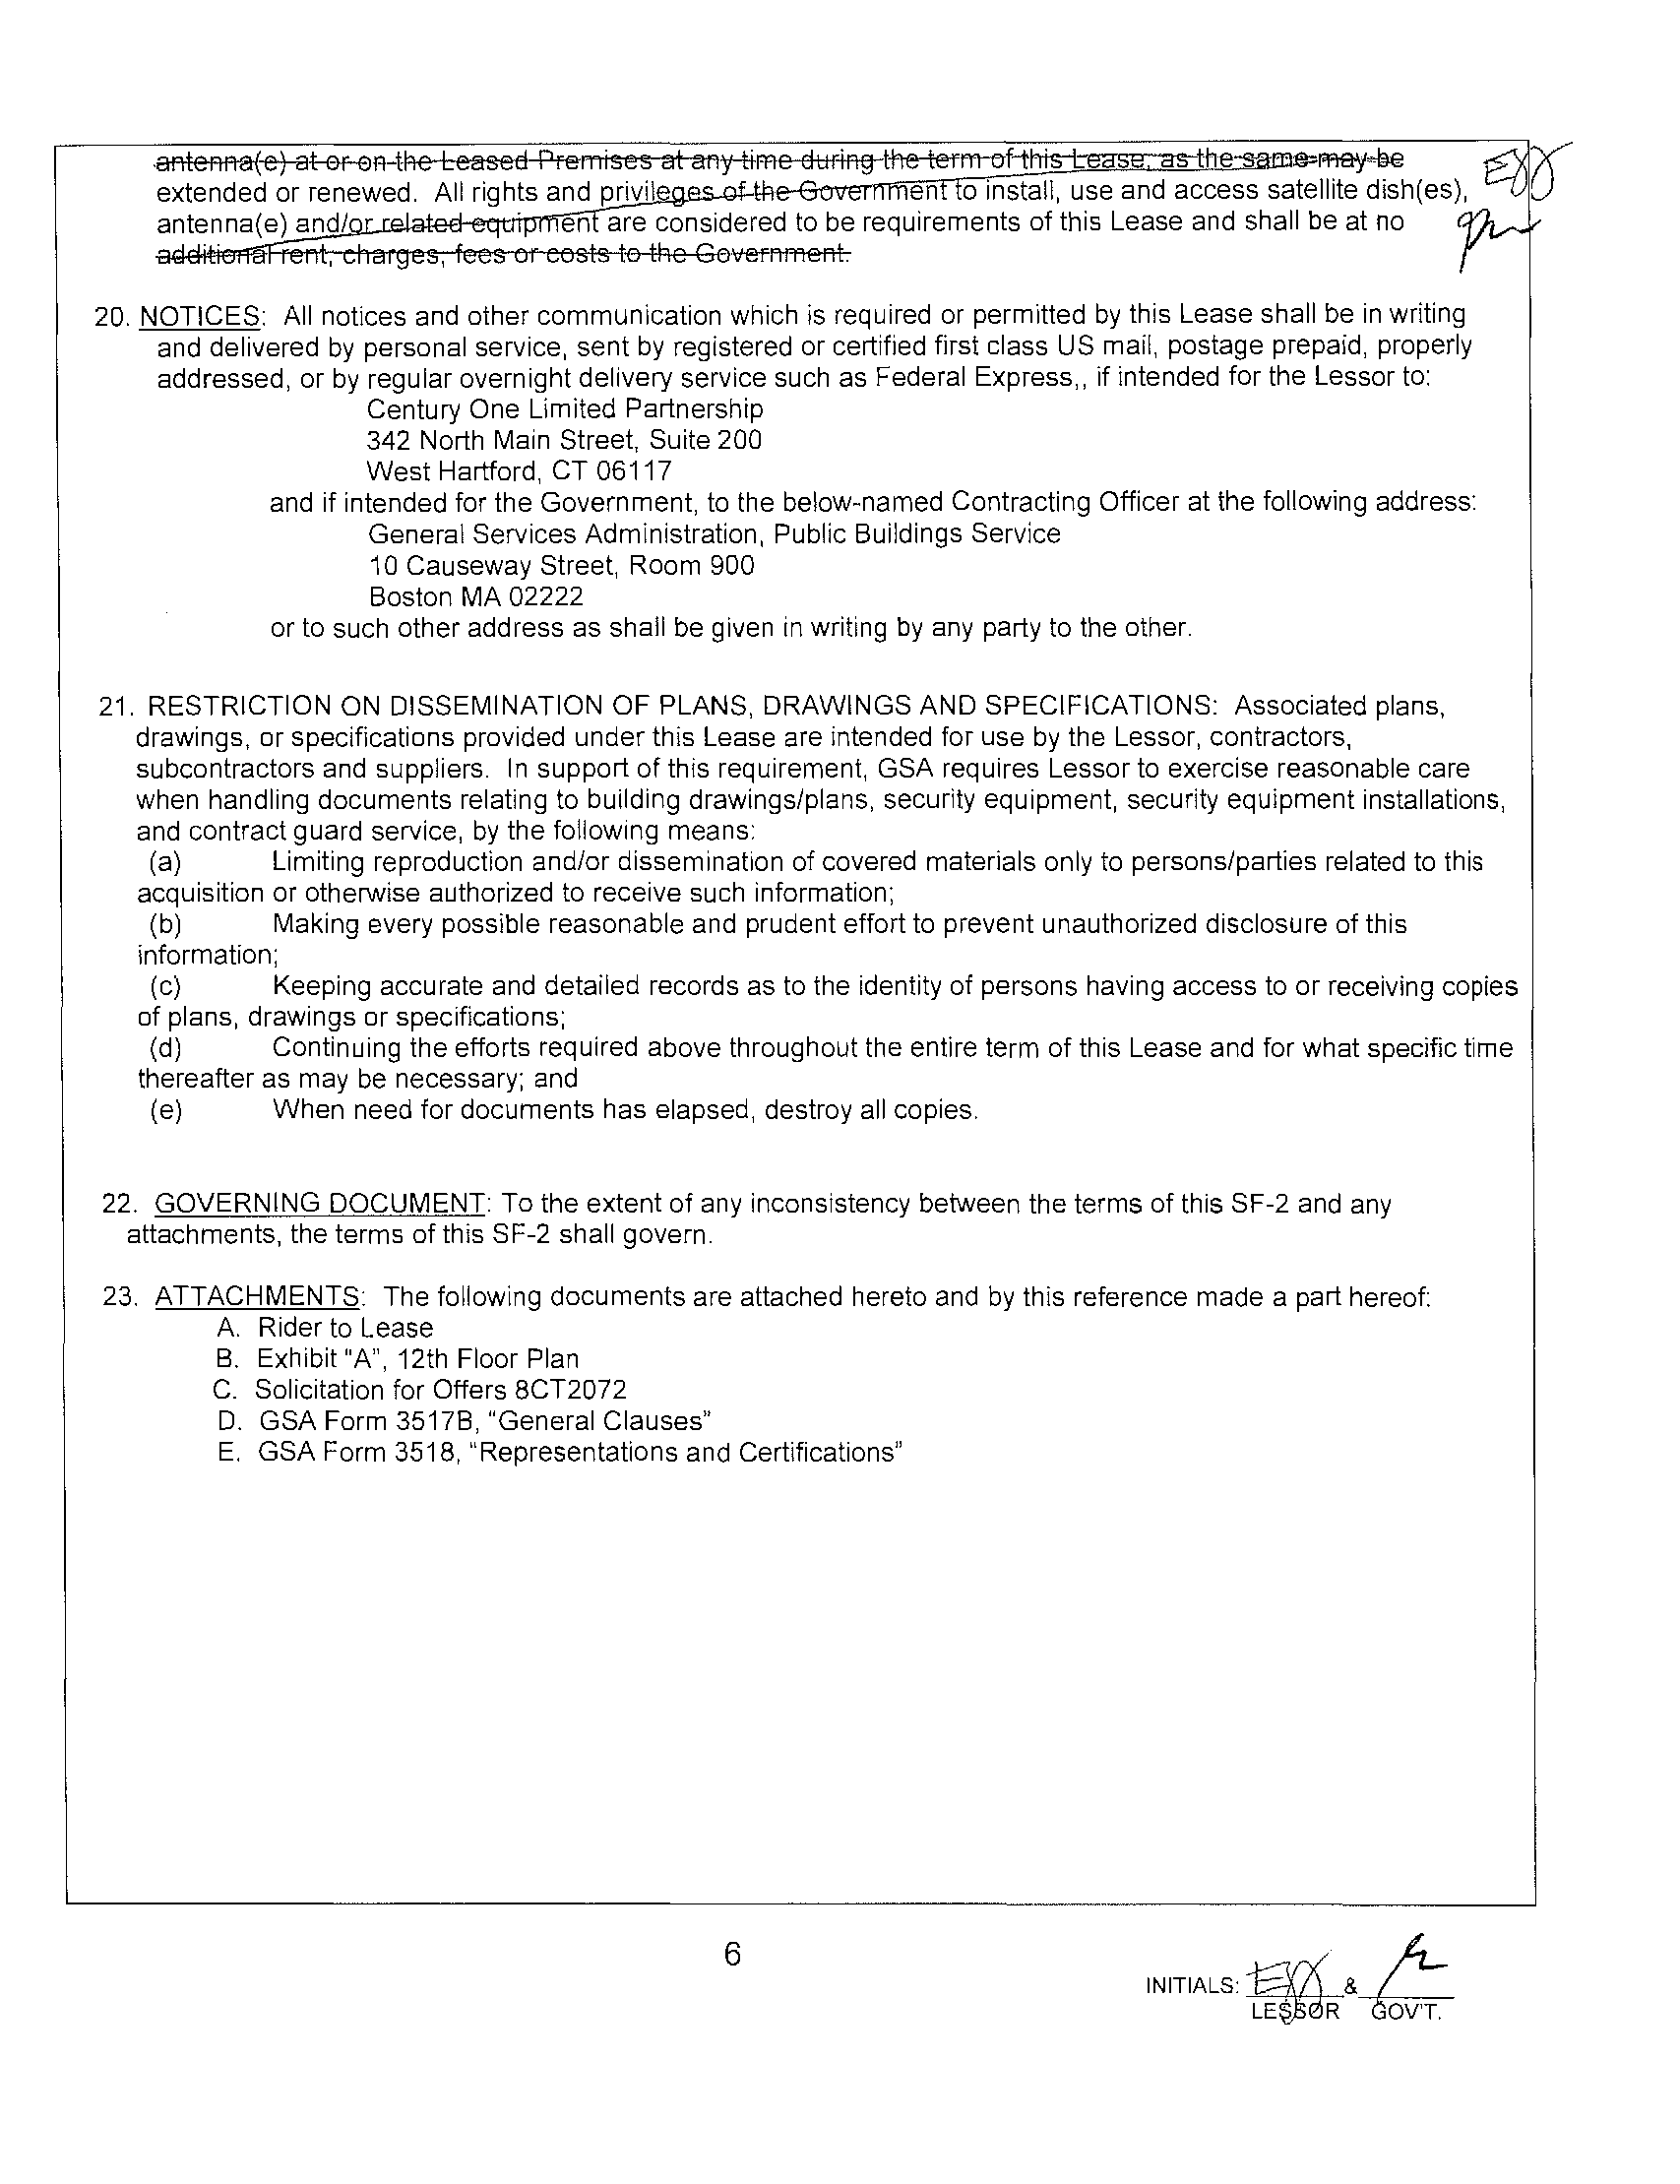 antenna(e) at or on the Leased Premises at any time during the term of this Lease, as the same may be
extended or renewed. All rights and privileges of the Government to install, use and access satellite dish(es),
antenna(e) and/or related equipment are considered to be requirements of this Lease and shall be at no
additional rent, charges, fees or costs to the Government.
20. NOTICES: All notices and other communication which is required or permitted by this Lease shall be in writing
and delivered by personal service, sent by registered or certified first class US mail, postage prepaid, properly
addressed, or by regular overnight delivery service such as Federal Express,, if intended for the Lessor to:
Century One Limited Partnership
342 North Main Street, Suite 200
West Hartford, CT 06117
and if intended for the Government, to the below-named Contracting Officer at the following address:
General Services Administration, Public Buildings Service
10 Causeway Street, Room 900
Boston MA 02222
or to such other address as shall be given in writing by any party to the other.
21. RESTRICTION ON DISSEMINATION OF PLANS, DRAWINGS AND SPECIFICATIONS: Associated plans,
drawings, or specifications provided under this Lease are intended for use by the Lessor, contractors,
subcontractors and suppliers. In support of this requirement, GSA requires Lessor to exercise reasonable care
when handling documents relating to building drawings/plans, security equipment, security equipment installations,
and contract guard service, by the following means:
(a) Limiting reproduction and/or dissemination of covered materials only to persons/parties related to this
acquisition or otherwise authorized to receive such information;
(b) Making every possible reasonable and prudent effort to prevent unauthorized disclosure of this
information;
(c) Keeping accurate and detailed records as to the identity of persons having access to or receiving copies
of plans, drawings or specifications;
(d) Continuing the efforts required above throughout the entire term of this Lease and for what specific time
thereafter as may be necessary; and
(e) When need for documents has elapsed, destroy all copies.
22. GOVERNING DOCUMENT: To the extent of any inconsistency between the terms of this SF-2 and any
attachments, the terms of this SF-2 shall govern.
23. ATTACHMENTS: The following documents are attached hereto and by this reference made a part hereof:
A. Rider to Lease
B. Exhibit "A", 12th Floor Plan
C. Solicitation for Offers 8CT2072
D. GSA Form 3517B, “General Clauses”
E. GSA Form 3518, “Representations and Certifications”
6
INITIALS: &
LESSOR GOV'T.